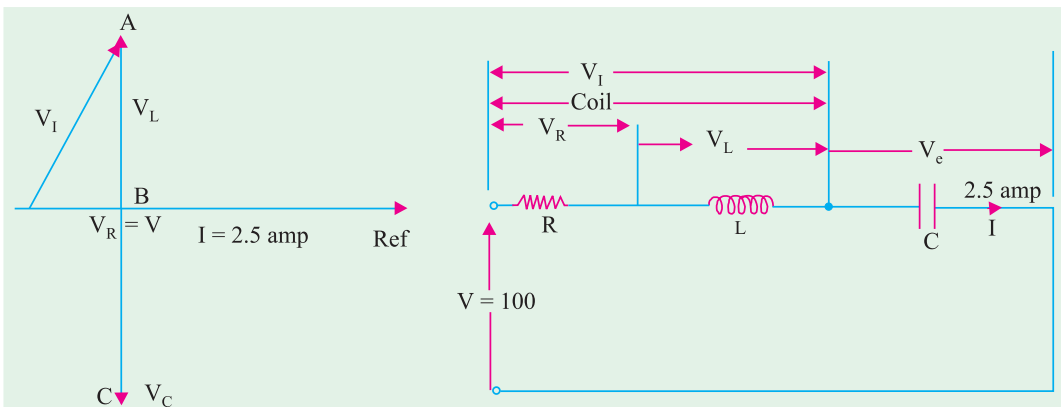 A
V_I
V_L
B
V_R = V
I = 2.5 amp
Ref
C
V_C
V_I
Coil
V_R
V_L
V_e
2.5 amp
R
L
C
I
V = 100